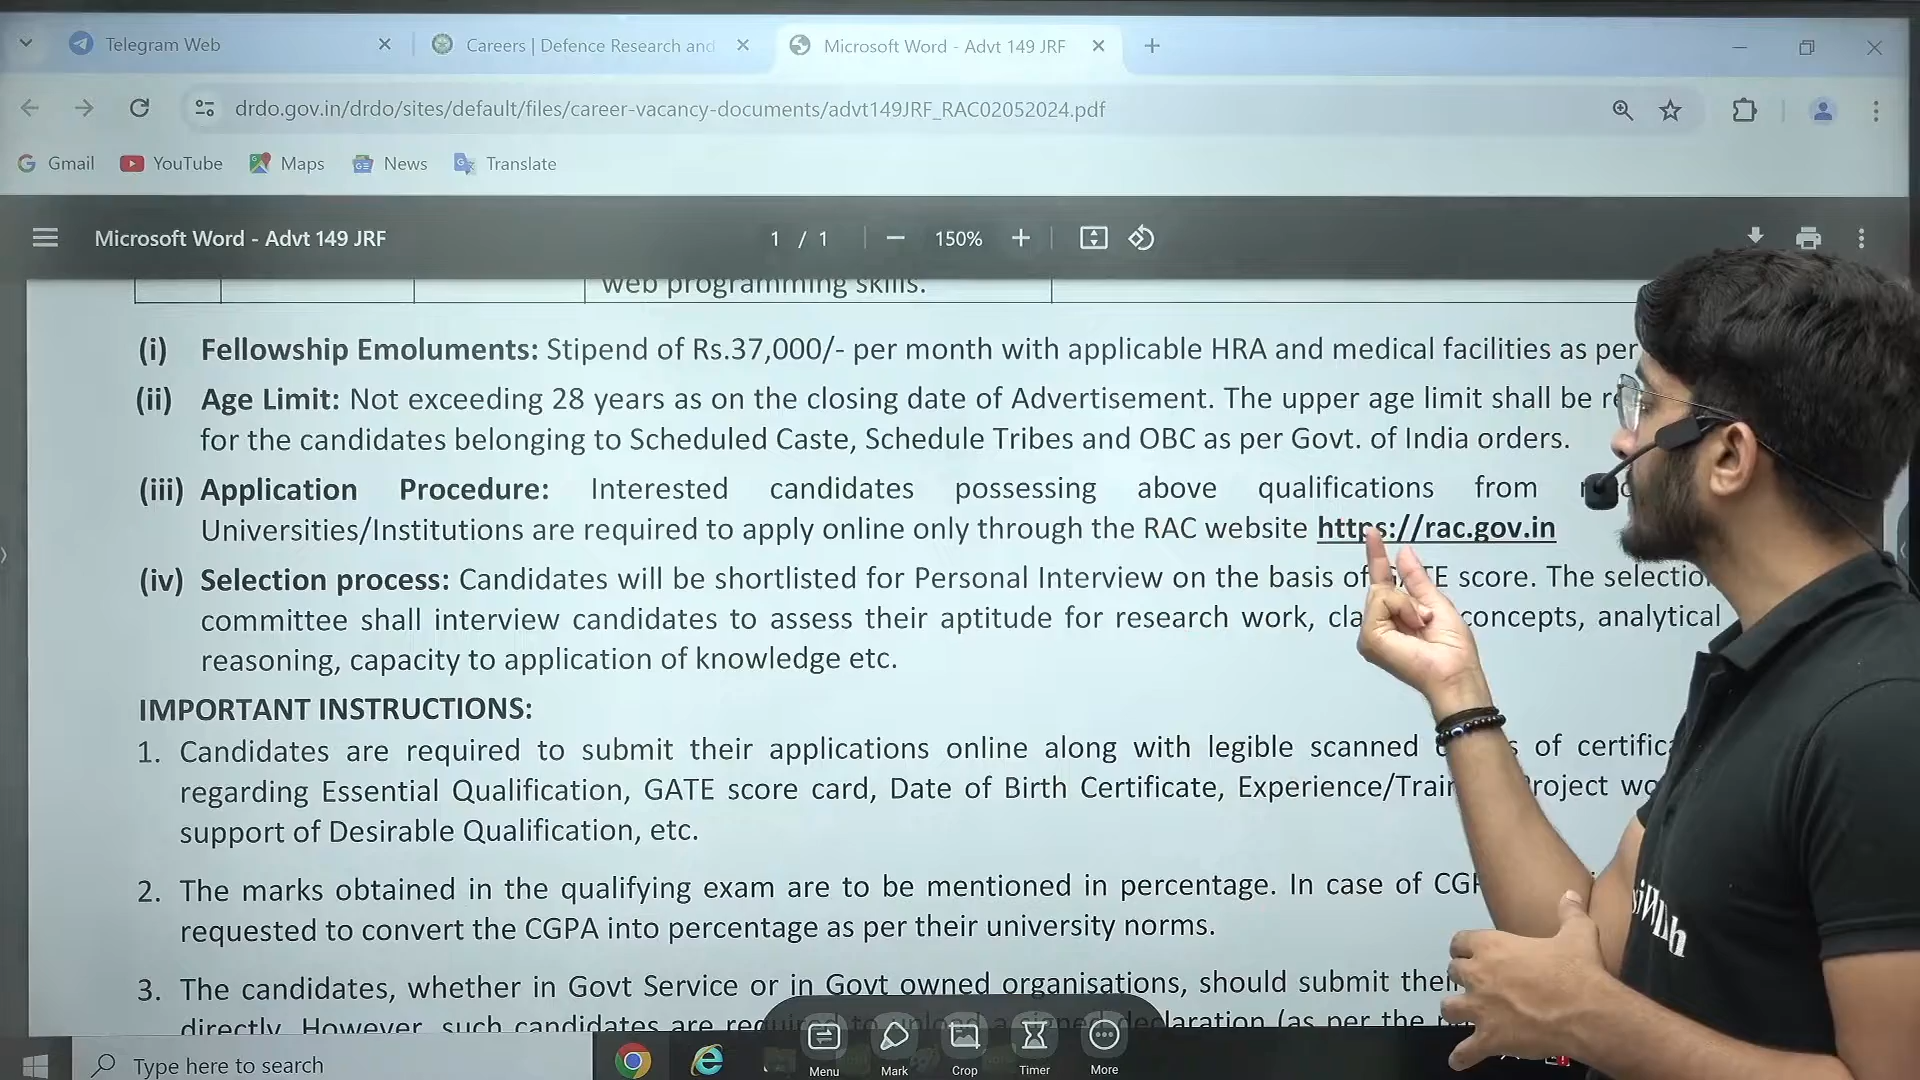 Telegram Web
Careers | Defence Research and
Microsoft Word - Advt 149 JRF
drdo.gov.in/drdo/sites/default/files/career-vacancy-documents/advt149JRF_RAC02052024.pdf
Gmail YouTube Maps News Translate
Microsoft Word - Advt 149 JRF 1 / 1 150%
web programming skills.
(i) Fellowship Emoluments: Stipend of Rs.37,000/- per month with applicable HRA and medical facilities as per
(ii) Age Limit: Not exceeding 28 years as on the closing date of Advertisement. The upper age limit shall be
for the candidates belonging to Scheduled Caste, Schedule Tribes and OBC as per Govt. of India orders.
(iii) Application Procedure: Interested candidates possessing above qualifications from
Universities/Institutions are required to apply online only through the RAC website https://rac.gov.in
(iv) Selection process: Candidates will be shortlisted for Personal Interview on the basis of GATE score. The selection
committee shall interview candidates to assess their aptitude for research work, concepts, analytical
reasoning, capacity to application of knowledge etc.
IMPORTANT INSTRUCTIONS:
1. Candidates are required to submit their applications online along with legible scanned of
regarding Essential Qualification, GATE score card, Date of Birth Certificate,
support of Desirable Qualification, etc.
2. The marks obtained in the qualifying exam are to be mentioned in percentage. In case of
requested to convert the CGPA into percentage as per their university norms.
3. The candidates, whether in Govt Service or in Govt owned organisations, should submit
directly. However, such candidates are declaration (as per the
Type here to search
Menu Mark Crop Timer More